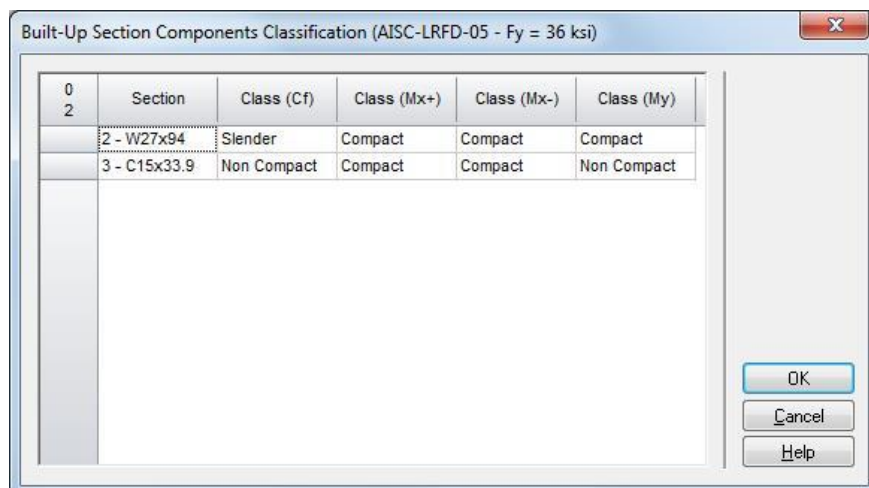 Built-Up Section Components Classification (AISC-LRFD-05 - Fy = 36 ksi)
0
2
Section Class (Cf) Class (Mx+) Class (Mx-) Class (My)
2 - W27x94 Slender Compact Compact Compact
3 - C15x33.9 Non Compact Compact Compact Non Compact
OK
Cancel
Help